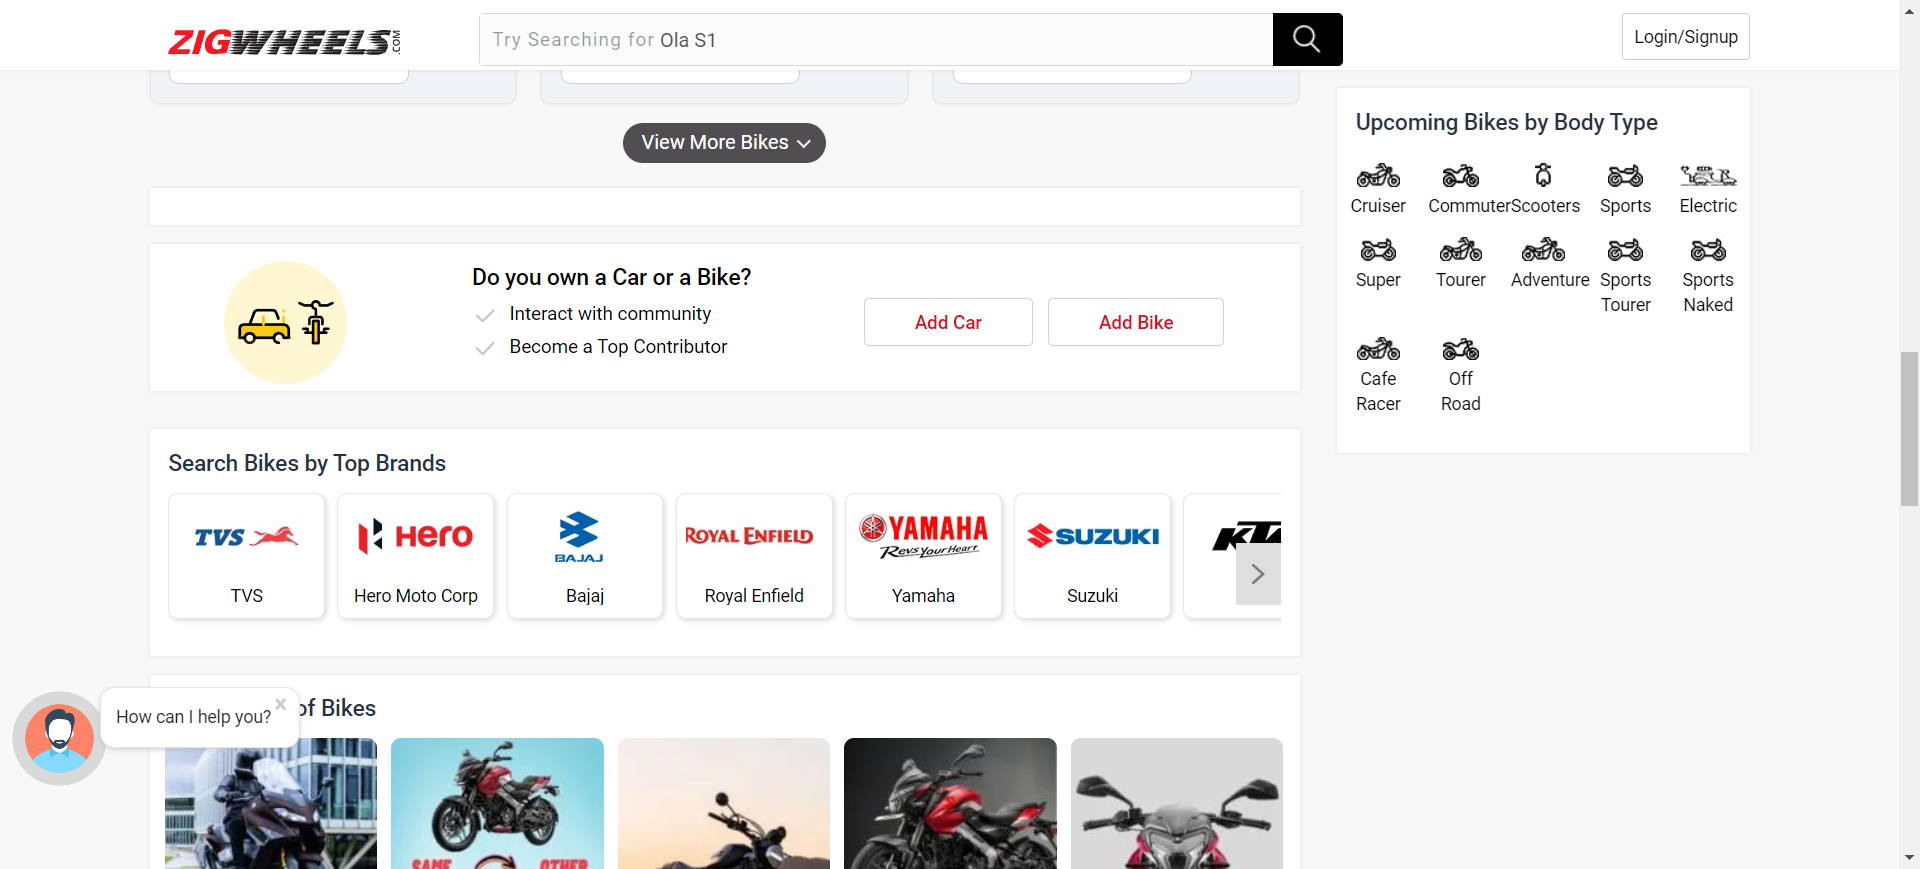 ZIGWHEELS.COM
Try Searching for Ola S1
Login/Signup
View More Bikes
Upcoming Bikes by Body Type
Cruiser
Commuter
Scooters
Sports
Electric
Super
Tourer
Adventure
Sports
Tourer
Sports
Naked
Cafe
Racer
Off
Road
Do you own a Car or a Bike?
Interact with community
Become a Top Contributor
Add Car
Add Bike
Search Bikes by Top Brands
TVS
TVS
Hero
Hero Moto Corp
BAJAJ
Bajaj
ROYAL ENFIELD
Royal Enfield
YAMAHA
Revs Your Heart
Yamaha
SUZUKI
Suzuki
How can I help you?
of Bikes
SAME
OTHER